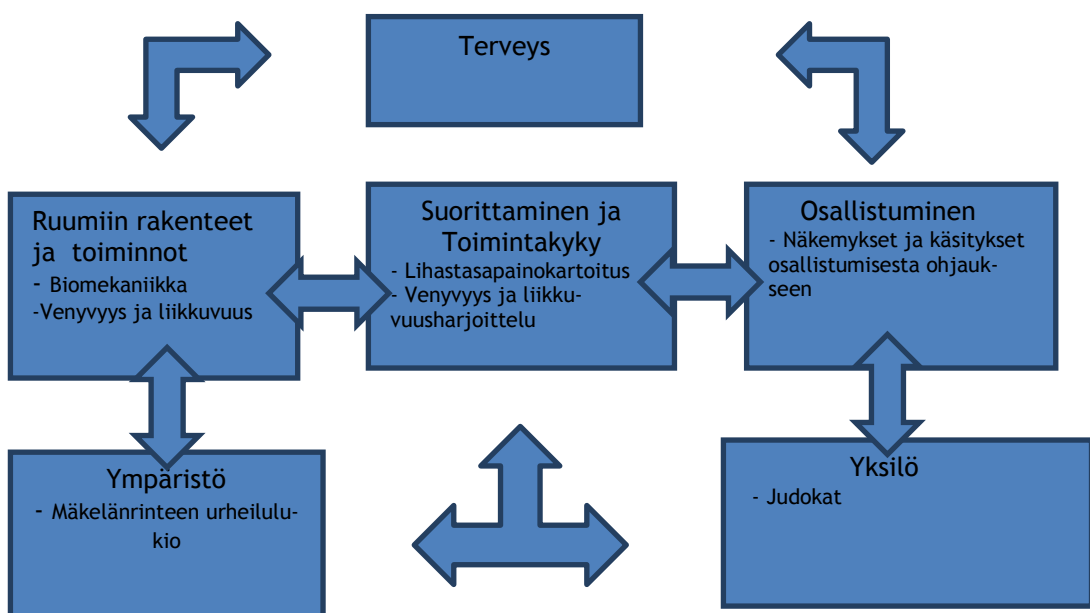 Terveys
Ruumiin rakenteet
ja toiminnot
- Biomekaniikka
-Venyvyys ja liikkuvuus
Suorittaminen ja
Toimintakyky
- Lihastasapainokartoitus
- Venyvyys ja liikku-
vuusharjoittelu
Osallistuminen
- Näkemykset ja käsitykset
osallistumisesta ohjauk-
seen
Ympäristö
- Mäkelänrinteen urheilulu-
kio
Yksilö
- Judokat